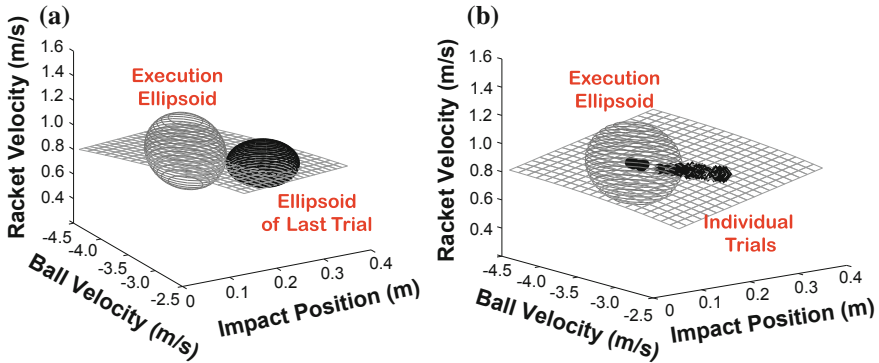 (a)
Racket Velocity (m/s)
1.6
1.4
1.2
1.0
0.8
0.6
0.4
Execution
Ellipsoid
Ellipsoid
of Last Trial
-4.5
-4.0
-3.5
-3.0
-2.5
Ball Velocity (m/s)
0
0.1
0.2
0.3
0.4
Impact Position (m)
(b)
Racket Velocity (m/s)
1.6
1.4
1.2
1.0
0.8
0.6
0.4
Execution
Ellipsoid
Individual
Trials
-4.5
-4.0
-3.5
-3.0
-2.5
Ball Velocity (m/s)
0
0.1
0.2
0.3
0.4
Impact Position (m)